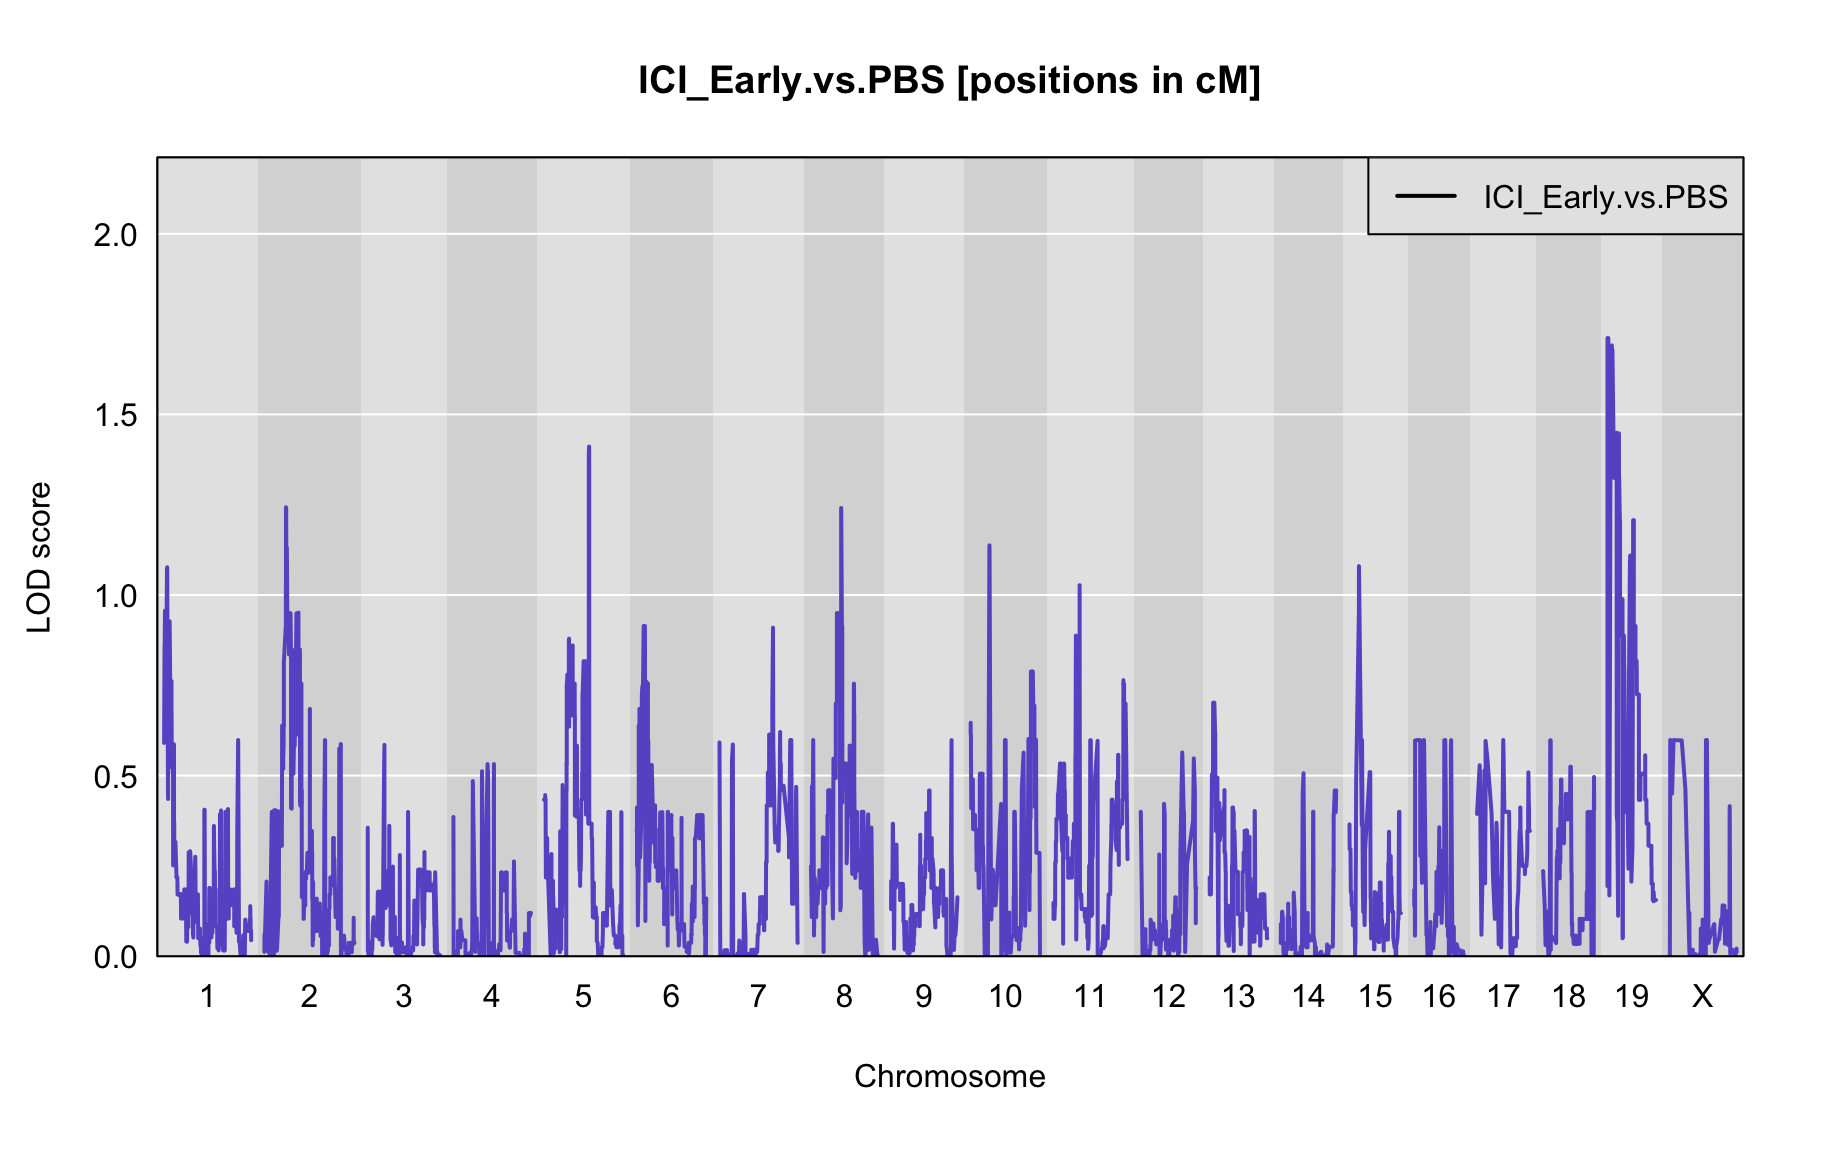 ICI_Early.vs.PBS [positions in cM]
ICI_Early.vs.PBS
LOD score
2.0
1.5
1.0
0.5
0.0
1 2 3 4 5 6 7 8 9 10 11 12 13 14 15 16 17 18 19 X
Chromosome